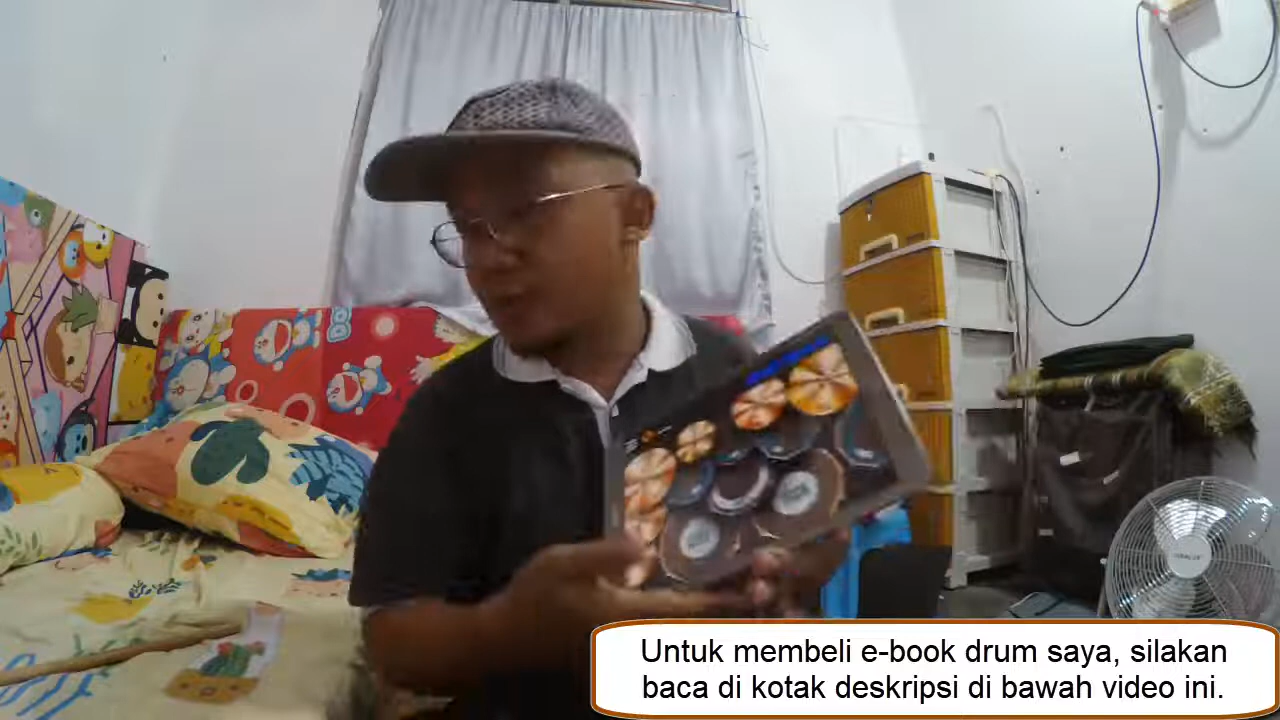 Untuk membeli e-book drum saya, silakan
baca di kotak deskripsi di bawah video ini.